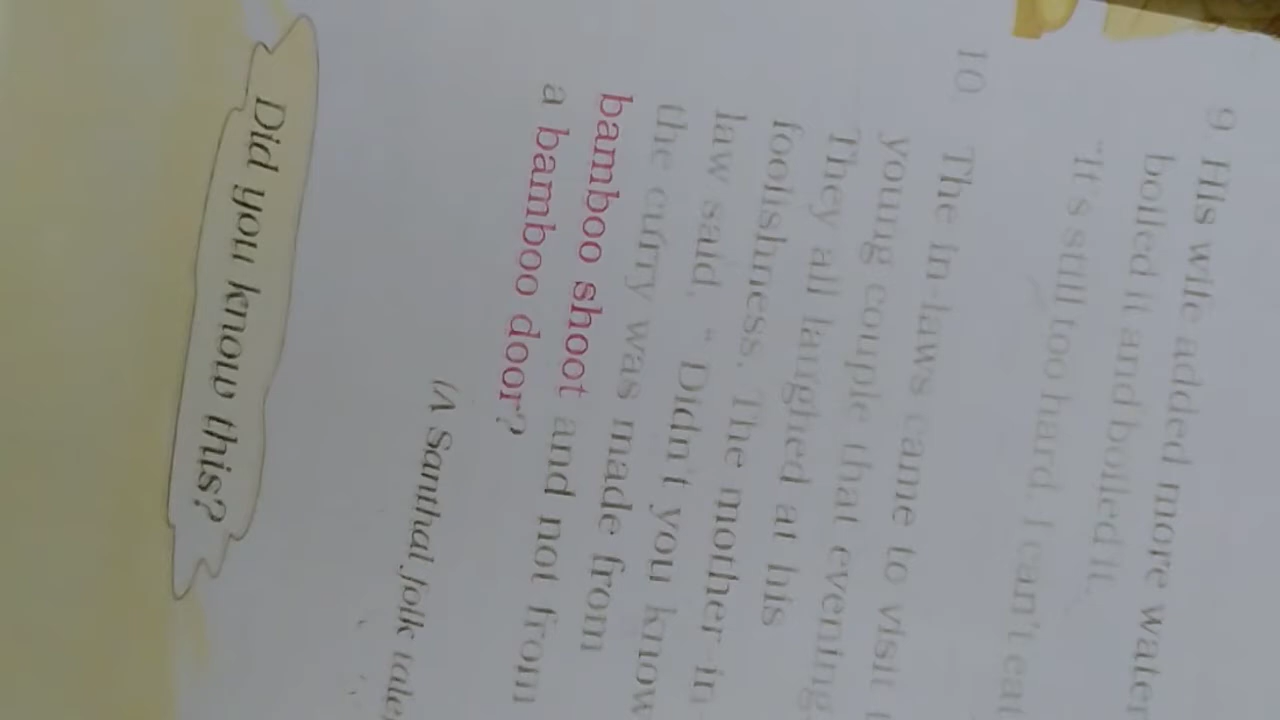 9 His wife added more water
boiled it and boiled it.
"It's still too hard. I can't eat
10 The in-laws came to visit
young couple that evening
They all laughed at his
foolishness. The mother-in-
law said, " Didn't you know
the curry was made from
bamboo shoot and not from
a bamboo door?
(A Santhal folk tale)
Did you know this?